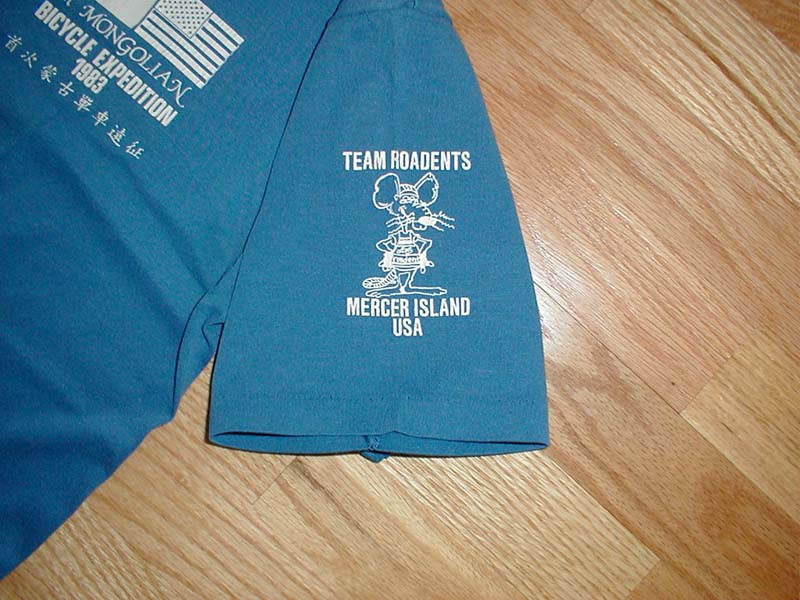 MONGOLIAN
BICYCLE EXPEDITION
1983
首次蒙古單車遠征
TEAM ROADENTS
MERCER ISLAND
USA